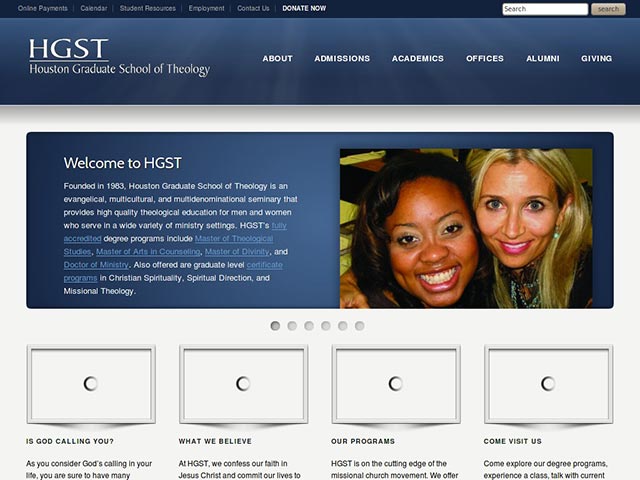 Online Payments | Calendar | Student Resources | Employment | Contact Us | DONATE NOW
Search
search
HGST
Houston Graduate School of Theology
ABOUT ADMISSIONS ACADEMICS OFFICES ALUMNI GIVING
Welcome to HGST
Founded in 1983, Houston Graduate School of Theology is an
evangelical, multicultural, and multidenominational seminary that
provides high quality theological education for men and women
who serve in a wide variety of ministry settings. HGST's fully
accredited degree programs include Master of Theological
Studies, Master of Arts in Counseling, Master of Divinity, and
Doctor of Ministry. Also offered are graduate level certificate
programs in Christian Spirituality, Spiritual Direction, and
Missional Theology.
IS GOD CALLING YOU?
As you consider God's calling in your
life, you are sure to have many
WHAT WE BELIEVE
At HGST, we confess our faith in
Jesus Christ and commit our lives to
OUR PROGRAMS
HGST is on the cutting edge of the
missional church movement. We offer
COME VISIT US
Come explore our degree programs,
experience a class, talk with current